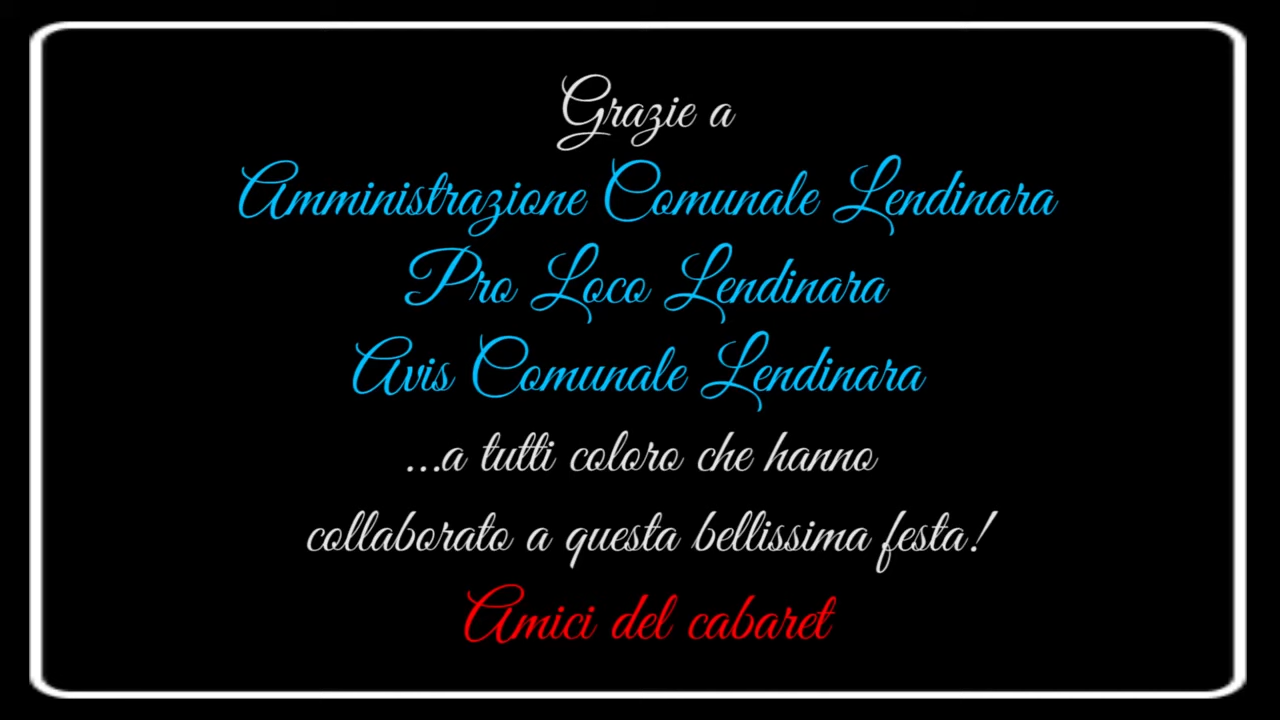 Grazie a
Amministrazione Comunale Lendinara
Pro Loco Lendinara
Avis Comunale Lendinara
...a tutti coloro che hanno
collaborato a questa bellissima festa!
Amici del cabaret